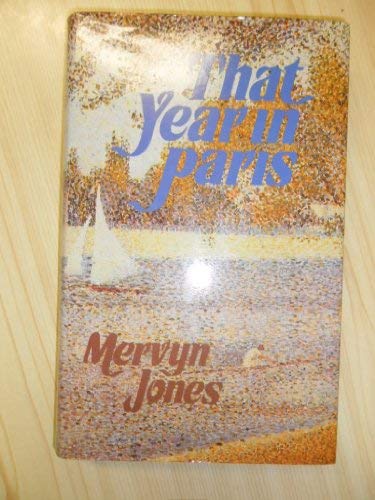 That
Year in
paris
Mervyn
Jones